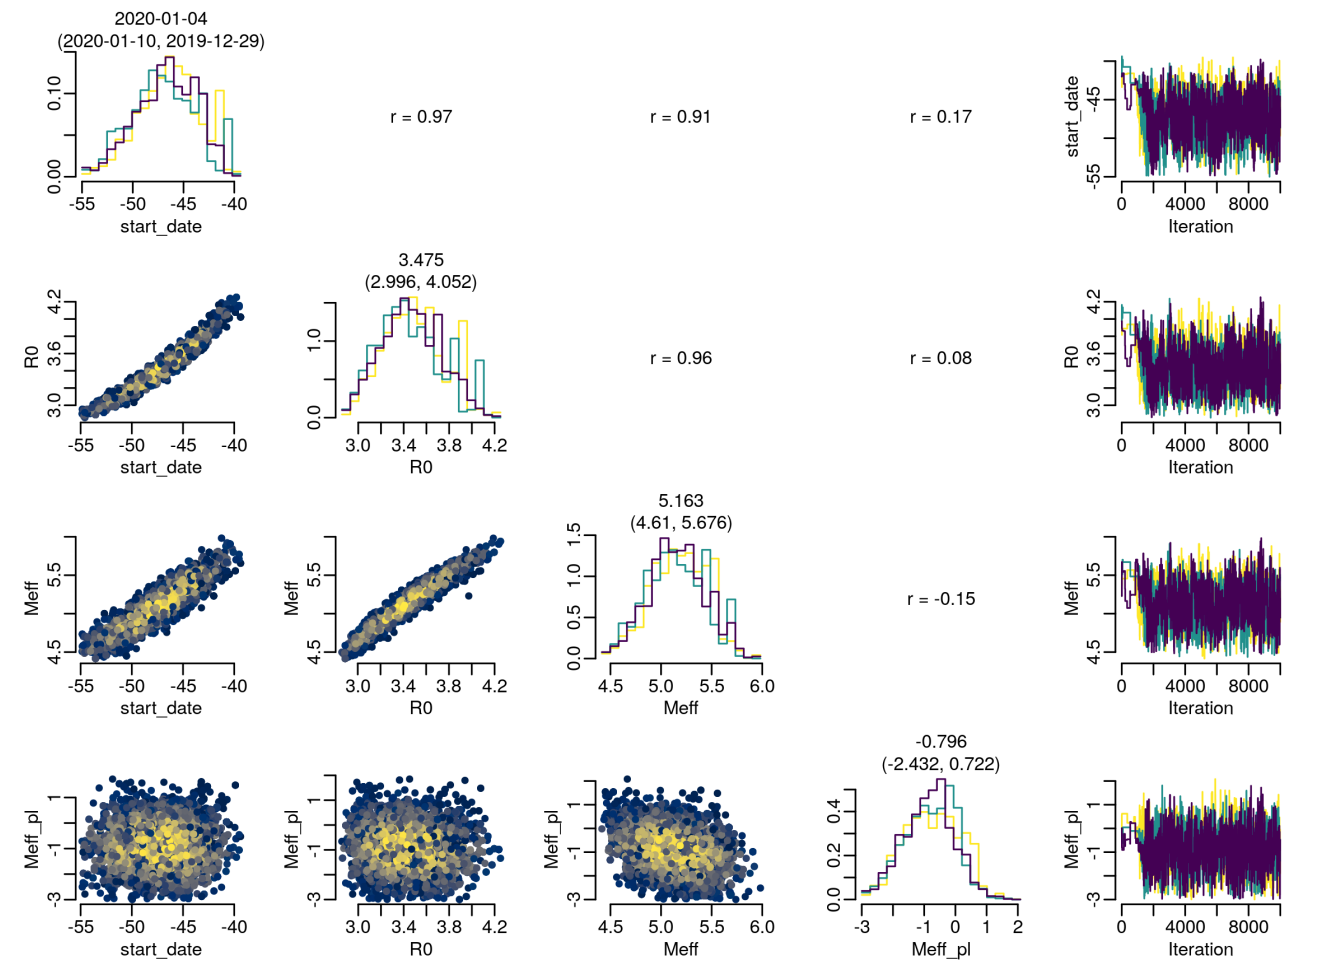 2020-01-04
(2020-01-10, 2019-12-29)
0.00 0.10
-55 -50 -45 -40
start_date
r = 0.97
r = 0.91
r = 0.17
start_date
-55 -45
0 4000 8000
Iteration
R0
3.0 3.6 4.2
-55 -50 -45 -40
start_date
3.475
(2.996, 4.052)
0.0 1.0
3.0 3.4 3.8 4.2
R0
r = 0.96
r = 0.08
R0
3.0 3.6 4.2
0 4000 8000
Iteration
Meff
4.5 5.5
-55 -50 -45 -40
start_date
Meff
4.5 5.5
3.0 3.4 3.8 4.2
R0
5.163
(4.61, 5.676)
0.0 0.5 1.0 1.5
4.5 5.0 5.5 6.0
Meff
r = -0.15
Meff
4.5 5.5
0 4000 8000
Iteration
Meff_pl
-3 -1 1
-55 -50 -45 -40
start_date
Meff_pl
-3 -1 1
3.0 3.4 3.8 4.2
R0
Meff_pl
-3 -1 1
4.5 5.0 5.5 6.0
Meff
-0.796
(-2.432, 0.722)
0.0 0.2 0.4
-3 -1 0 1 2
Meff_pl
Meff_pl
-3 -1 1
0 4000 8000
Iteration